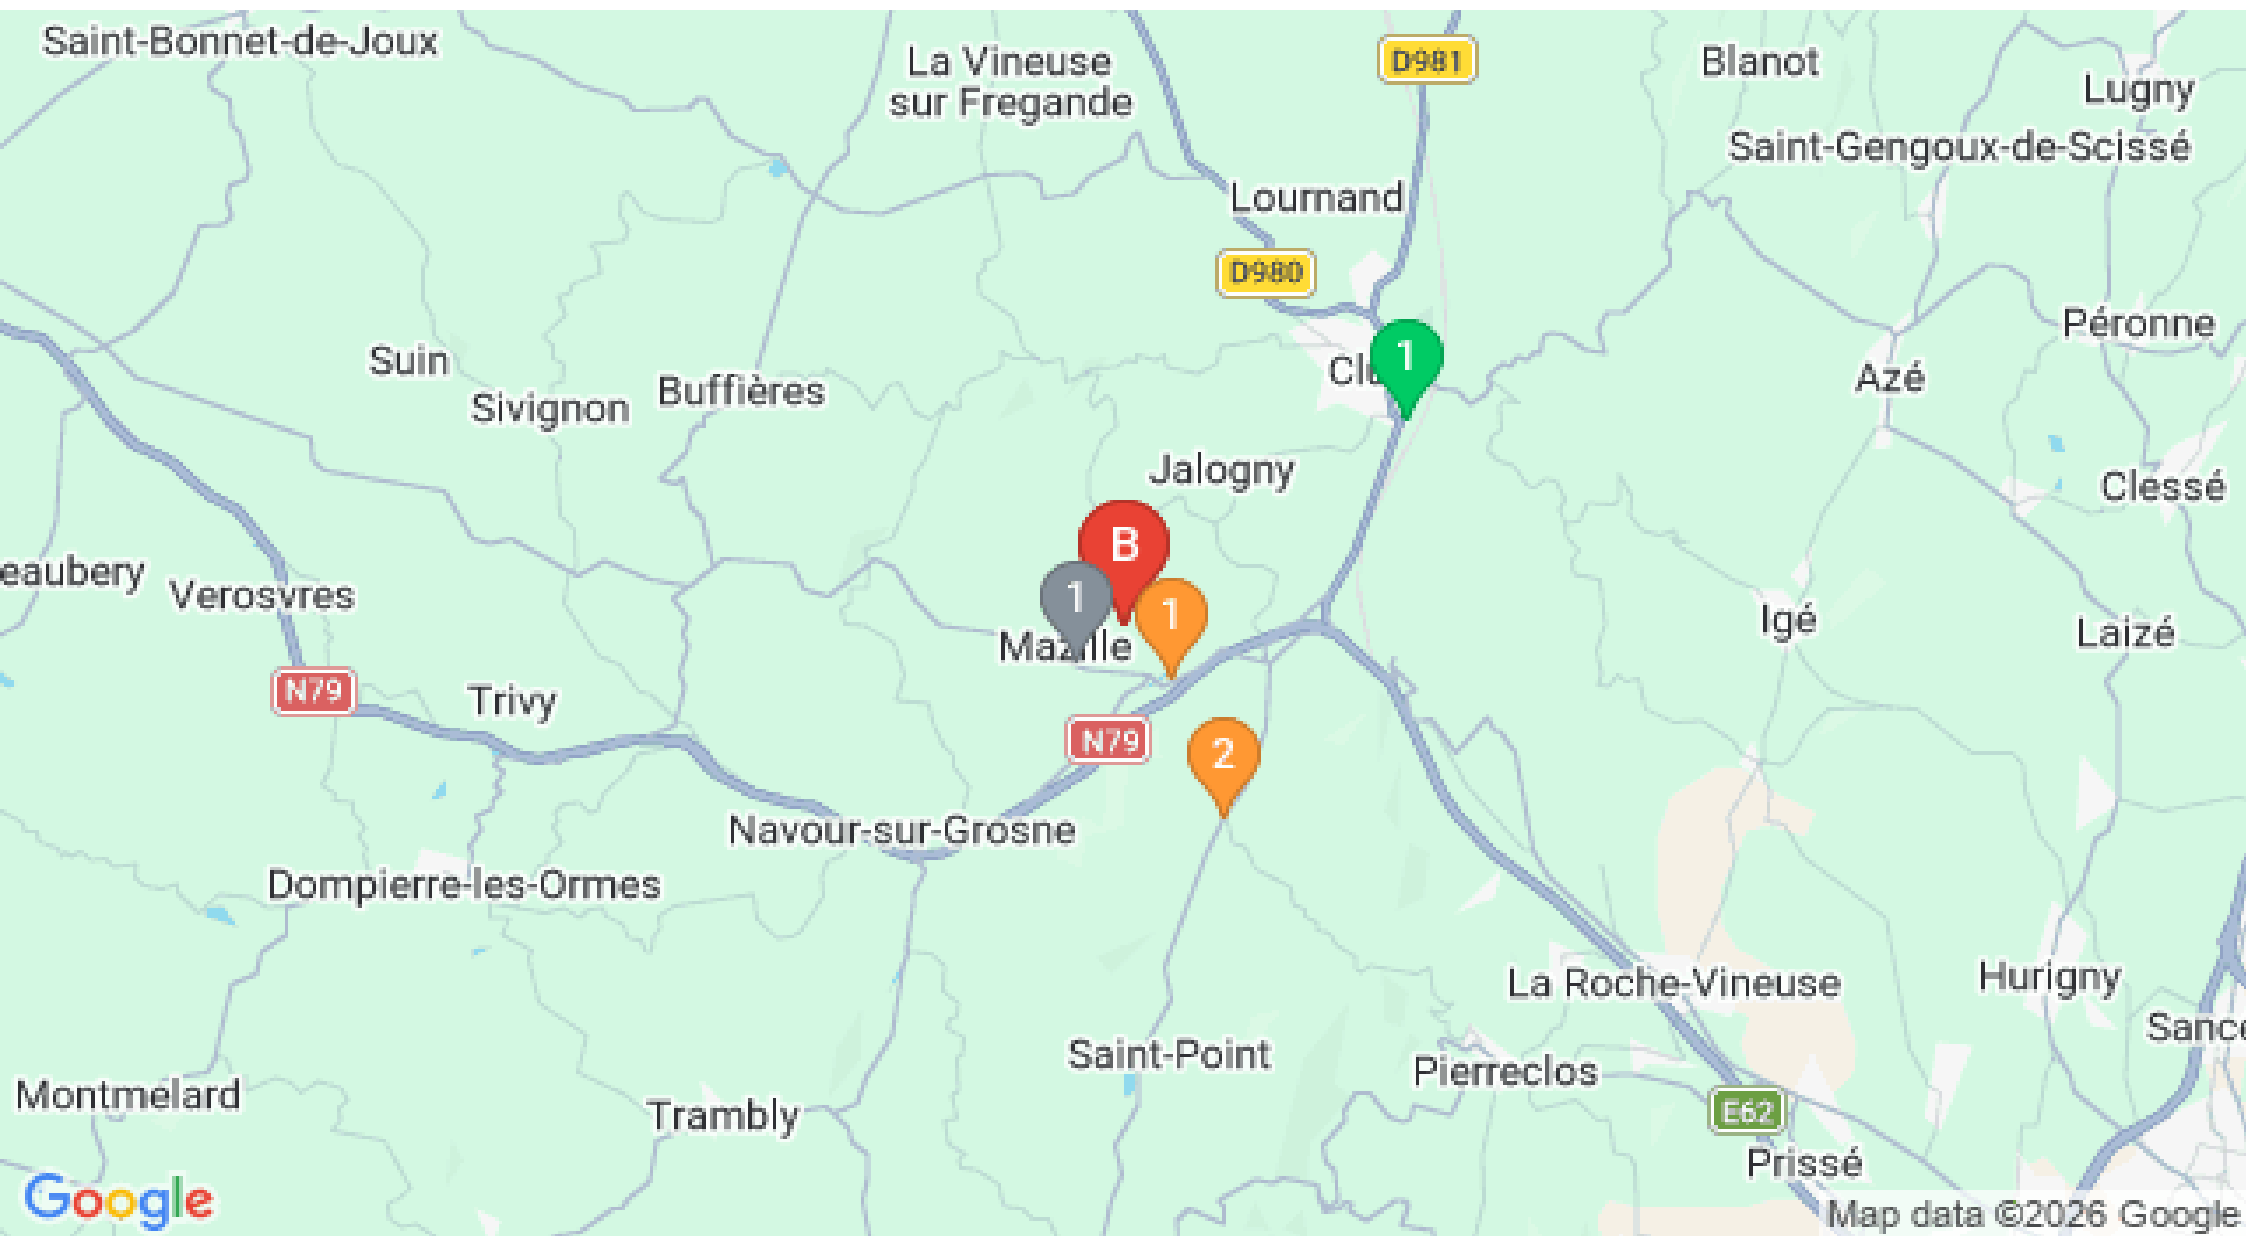 Saint-Bonnet-de-Joux
La Vineuse
sur Fregande
D981
Blanot
Lugny
Saint-Gengoux-de-Scissé
Lournand
D980
Péronne
Suin
Sivignon
Buffières
1
Azé
Jalogny
Clessé
B
eaubery
Verosvres
1
1
Mazille
Igé
Laizé
N79
Trivy
N79
2
Navour-sur-Grosne
Dompierre-les-Ormes
La Roche-Vineuse
Hurigny
Saint-Point
Pierreclos
Montmelard
Trambly
E62
Prissé
Google
Map data ©2026 Google